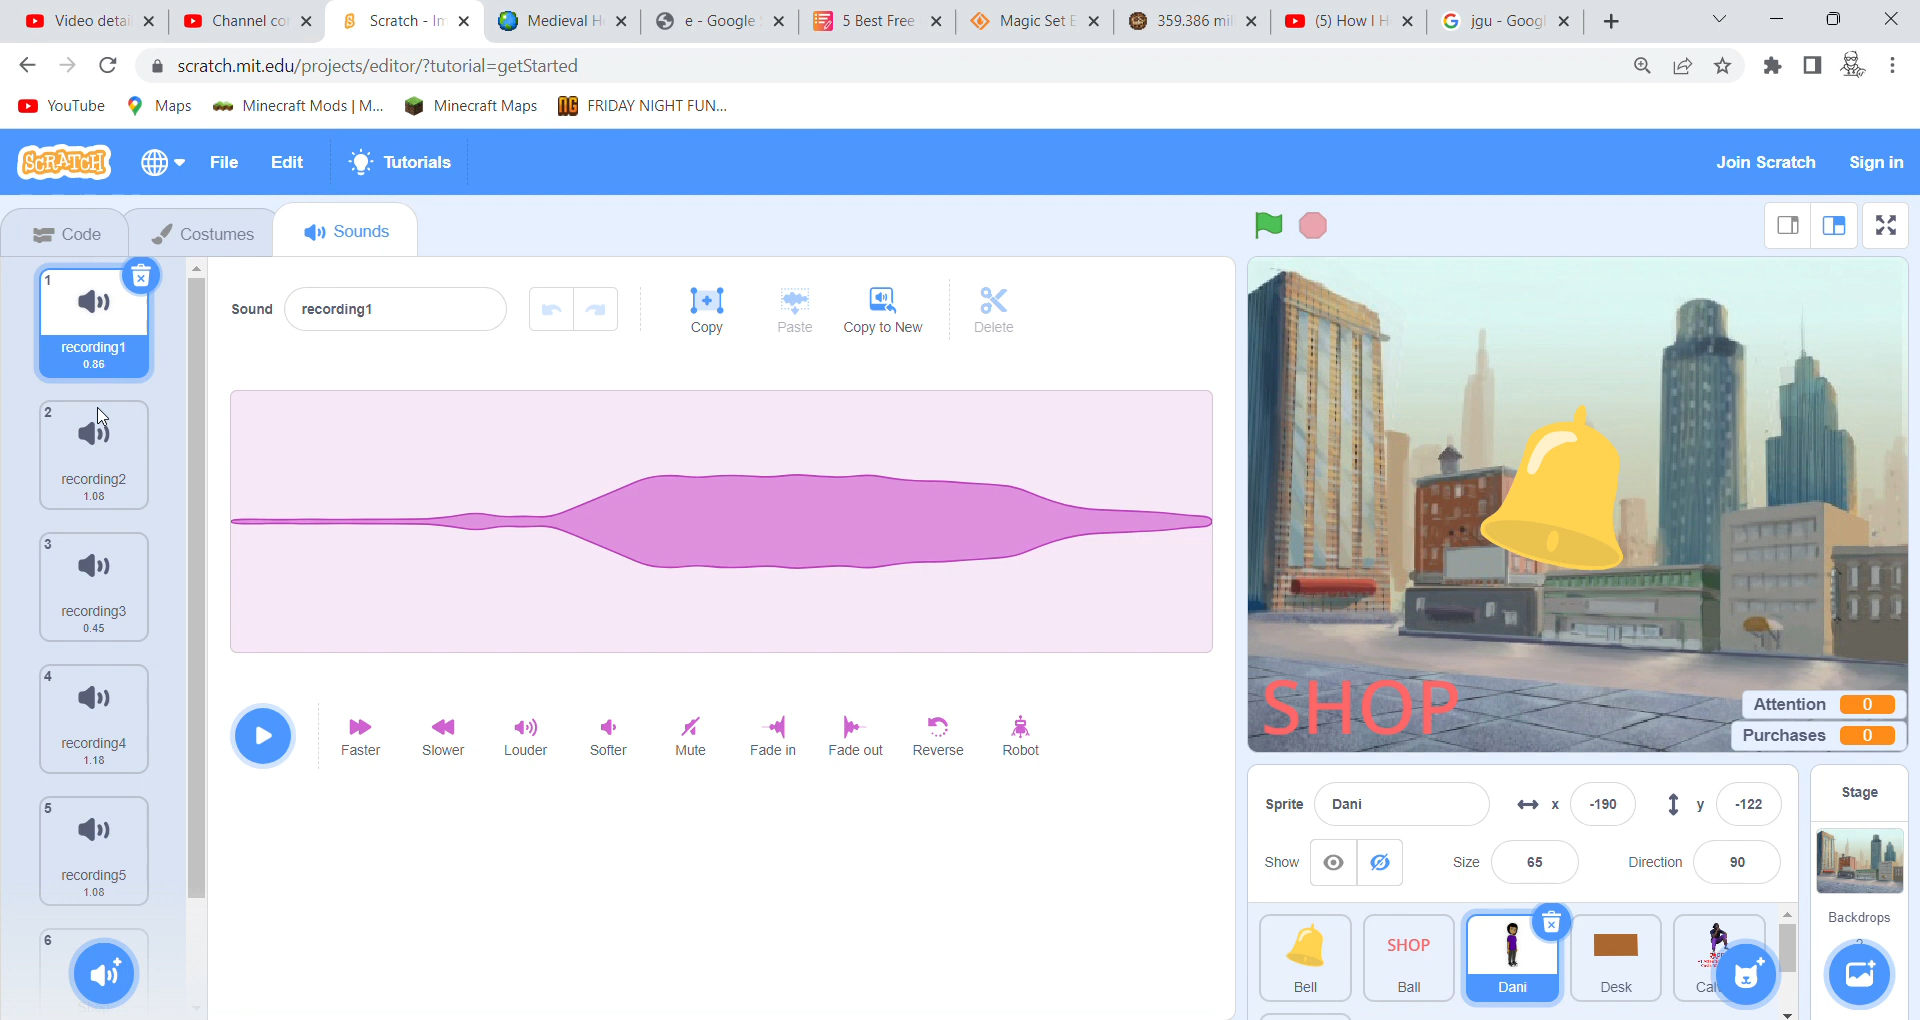 Video detai
Channel co
Scratch - Im
Medieval H
e - Google
5 Best Free
Magic Set E
359.386 mil
(5) How I H
jgu - Googl
scratch.mit.edu/projects/editor/?tutorial=getStarted
YouTube
Maps
Minecraft Mods | M...
Minecraft Maps
FRIDAY NIGHT FUN...
SCRATCH
File
Edit
Tutorials
Join Scratch
Sign in
Code
Costumes
Sounds
1
recording1
0.86
2
recording2
1.08
3
recording3
0.45
4
recording4
1.18
5
recording5
1.08
6
Sound
recording1
Copy
Paste
Copy to New
Delete
Faster
Slower
Louder
Softer
Mute
Fade in
Fade out
Reverse
Robot
SHOP
Attention 0
Purchases 0
Sprite Dani x -190 y -122
Show Size 65 Direction 90
Bell
SHOP
Ball
Dani
Desk
Stage
Backdrops